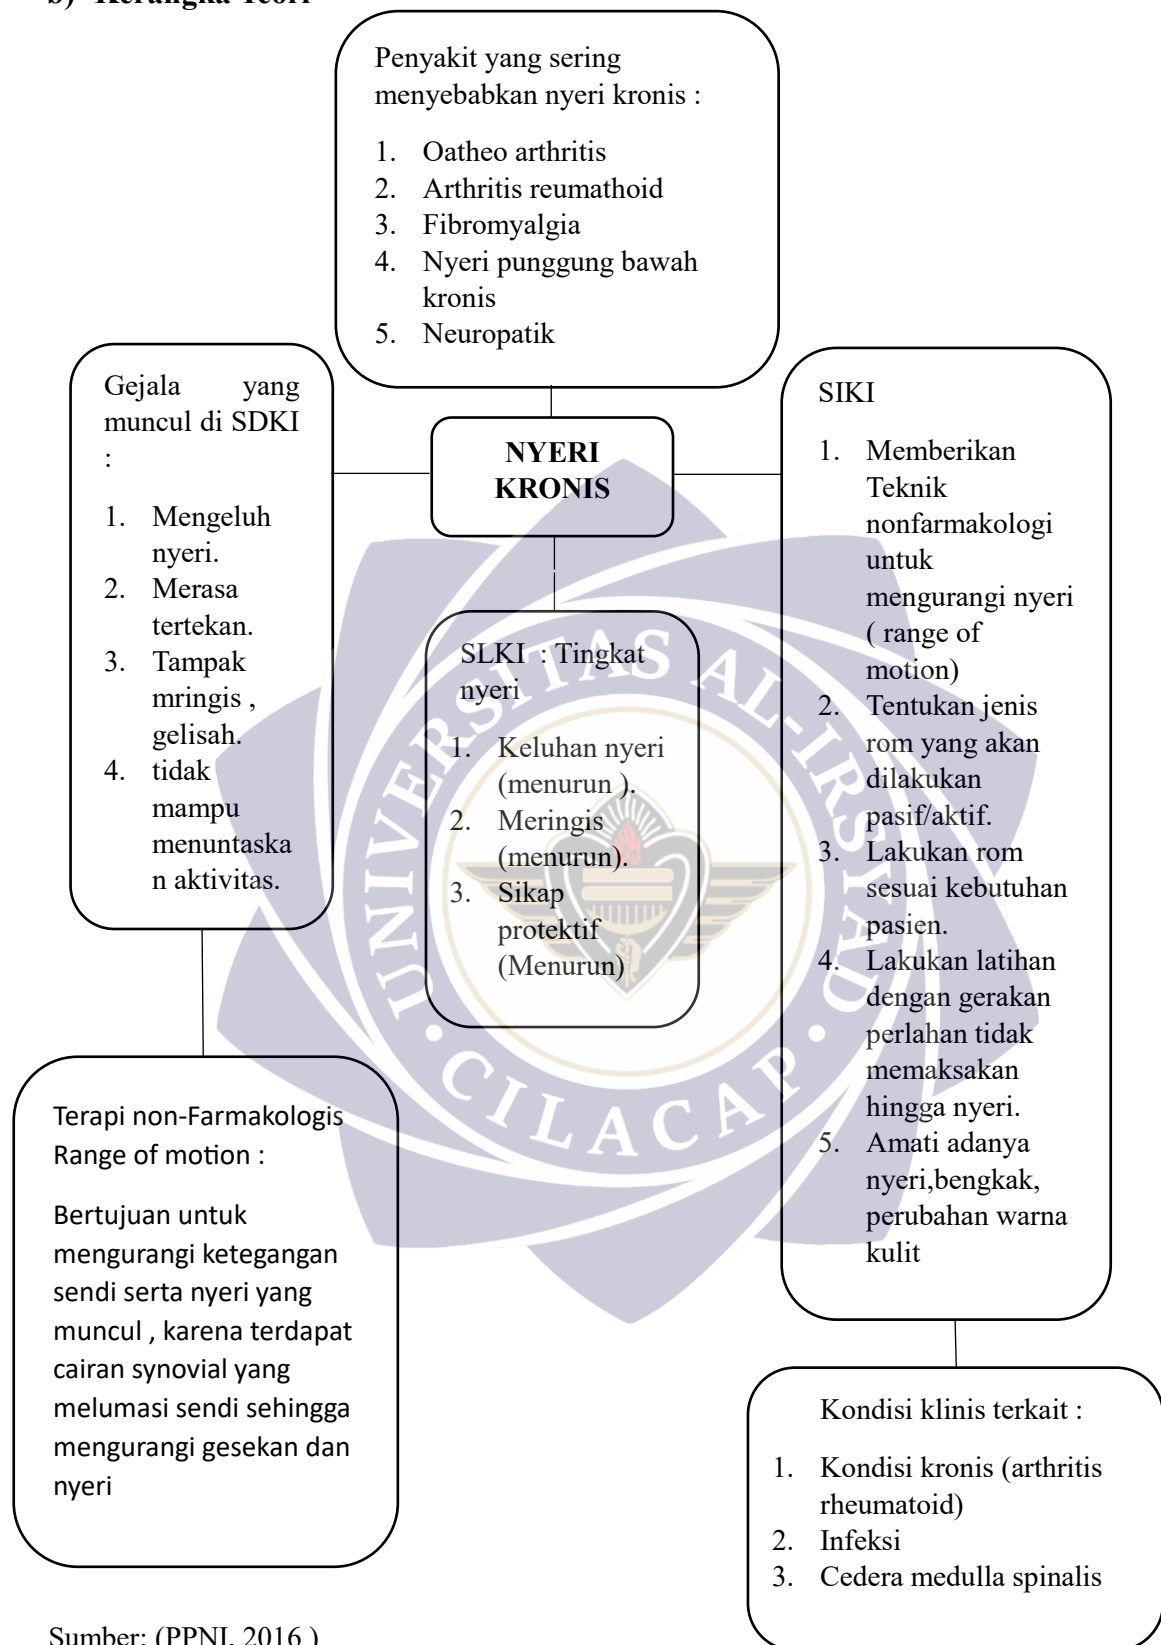 b) Kerangka Teori
Penyakit yang sering
menyebabkan nyeri kronis :
1. Oatheo arthritis
2. Arthritis reumathoid
3. Fibromyalgia
4. Nyeri punggung bawah
kronis
5. Neuropatik
Gejala yang
muncul di SDKI
:
1. Mengeluh
nyeri.
2. Merasa
tertekan.
3. Tampak
mringis ,
gelisah.
4. tidak
mampu
menuntaska
n aktivitas.
NYERI
KRONIS
SIKI
1. Memberikan
Teknik
nonfarmakologi
untuk
mengurangi nyeri
( range of
motion)
2. Tentukan jenis
rom yang akan
dilakukan
pasif/aktif.
3. Lakukan rom
sesuai kebutuhan
pasien.
4. Lakukan latihan
dengan gerakan
perlahan tidak
memaksakan
hingga nyeri.
5. Amati adanya
nyeri,bengkak,
perubahan warna
kulit
SLKI : Tingkat
nyeri
1. Keluhan nyeri
(menurun ).
2. Meringis
(menurun).
3. Sikap
protektif
(Menurun)
UNIVERSITAS AL-IRSYAD
CILACAP
Terapi non-Farmakologis
Range of motion :
Bertujuan untuk
mengurangi ketegangan
sendi serta nyeri yang
muncul , karena terdapat
cairan synovial yang
melumasi sendi sehingga
mengurangi gesekan dan
nyeri
Kondisi klinis terkait :
1. Kondisi kronis (arthritis
rheumatoid)
2. Infeksi
3. Cedera medulla spinalis
Sumber: (PPNI, 2016 )